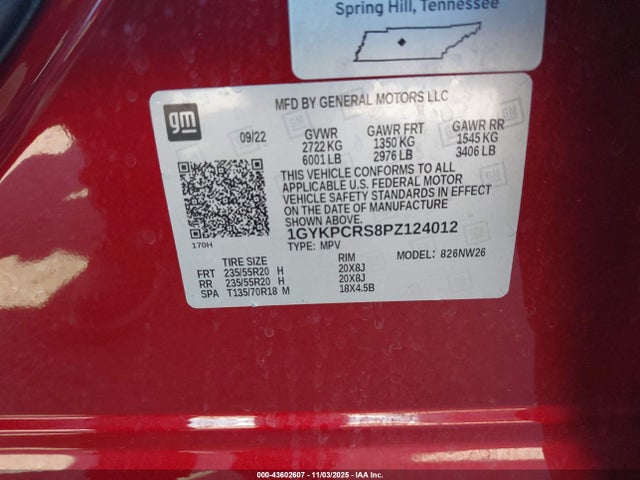 Spring Hill, Tennessee
gm
MFD BY GENERAL MOTORS LLC
09/22 GVWR GAWR FRT GAWR RR
2722 KG 1350 KG 1545 KG
6001 LB 2976 LB 3406 LB
THIS VEHICLE CONFORMS TO ALL
APPLICABLE U.S. FEDERAL MOTOR
VEHICLE SAFETY STANDARDS IN EFFECT
ON THE DATE OF MANUFACTURE
SHOWN ABOVE.
1GYKPCRS8PZ124012
170H
TYPE: MPV MODEL: 826NW26
TIRE SIZE RIM
FRT 235/55R20 H 20X8J
RR 235/55R20 H 20X8J
SPA T135/70R18 M 18X4.5B
000-43602607 - 11/03/2025 - IAA Inc.